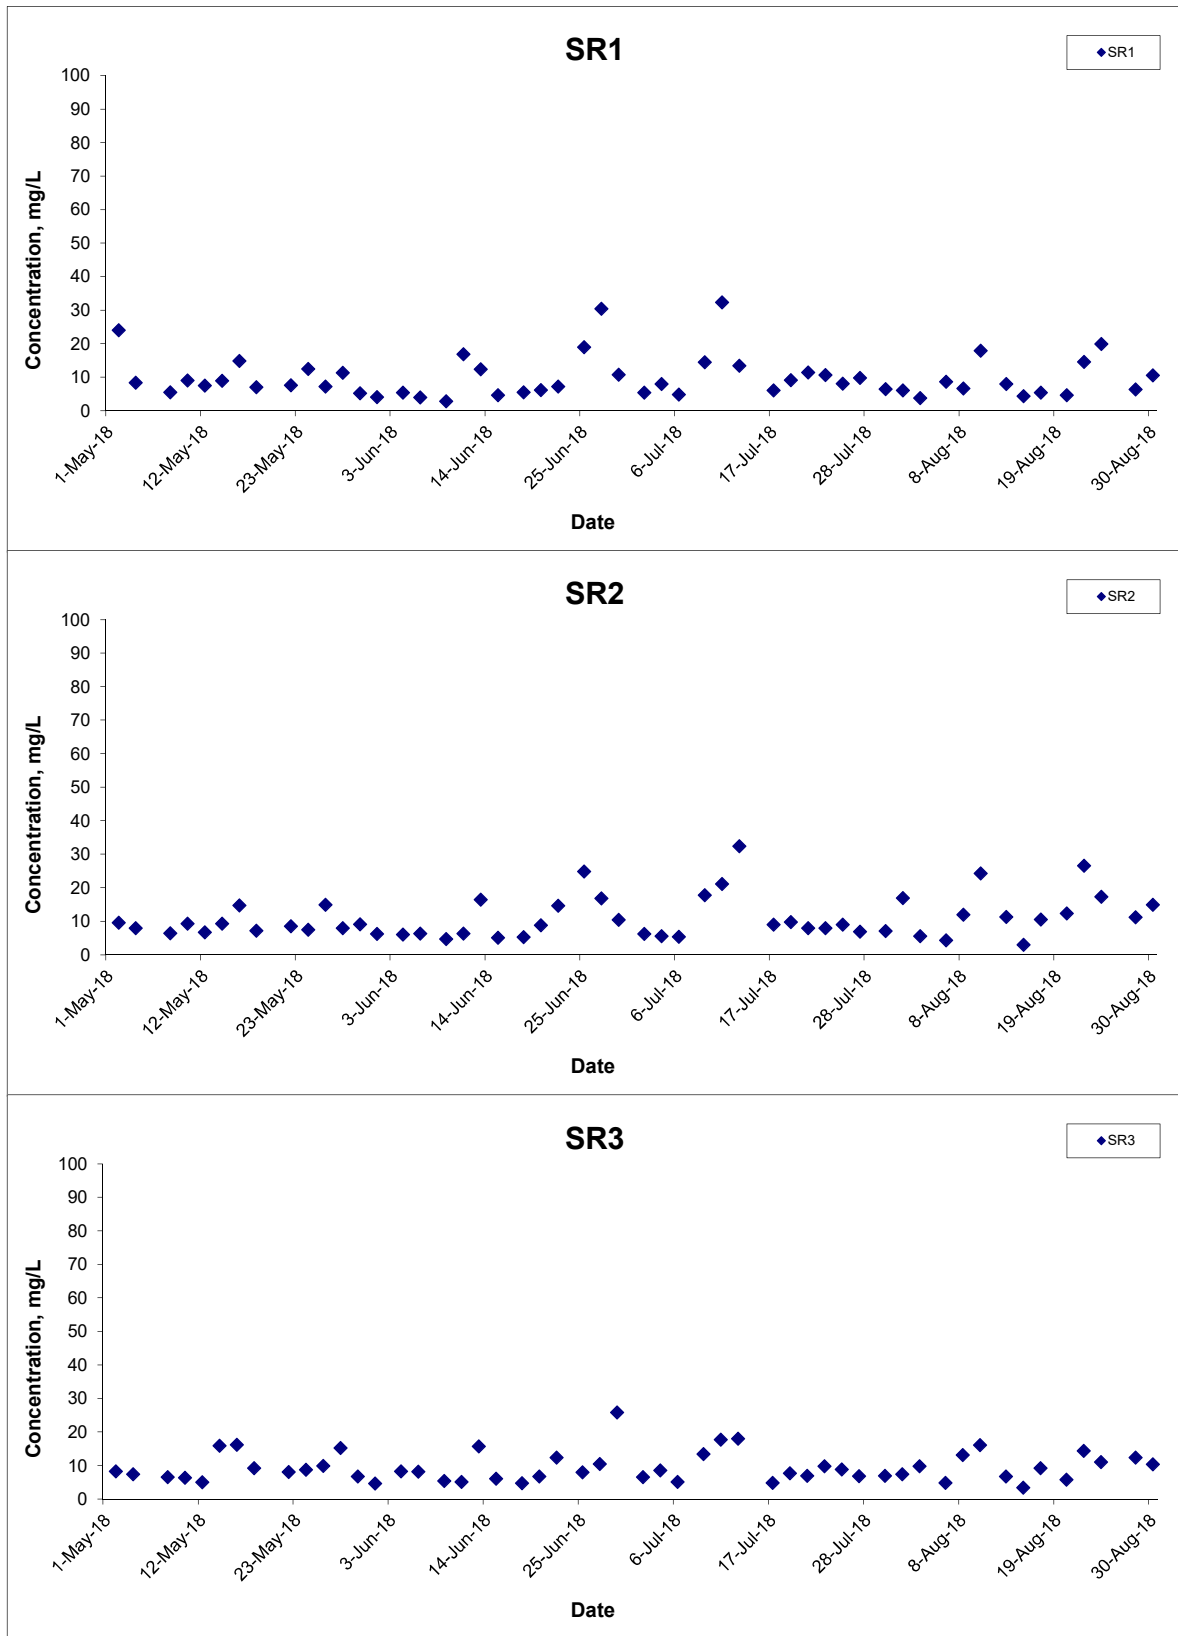 SR1
SR1
100
90
80
70
60
50
40
30
20
10
0
Concentration, mg/L
1-May-18
12-May-18
23-May-18
3-Jun-18
14-Jun-18
25-Jun-18
6-Jul-18
17-Jul-18
28-Jul-18
8-Aug-18
19-Aug-18
30-Aug-18
Date
SR2
SR2
100
90
80
70
60
50
40
30
20
10
0
Concentration, mg/L
1-May-18
12-May-18
23-May-18
3-Jun-18
14-Jun-18
25-Jun-18
6-Jul-18
17-Jul-18
28-Jul-18
8-Aug-18
19-Aug-18
30-Aug-18
Date
SR3
SR3
100
90
80
70
60
50
40
30
20
10
0
Concentration, mg/L
1-May-18
12-May-18
23-May-18
3-Jun-18
14-Jun-18
25-Jun-18
6-Jul-18
17-Jul-18
28-Jul-18
8-Aug-18
19-Aug-18
30-Aug-18
Date